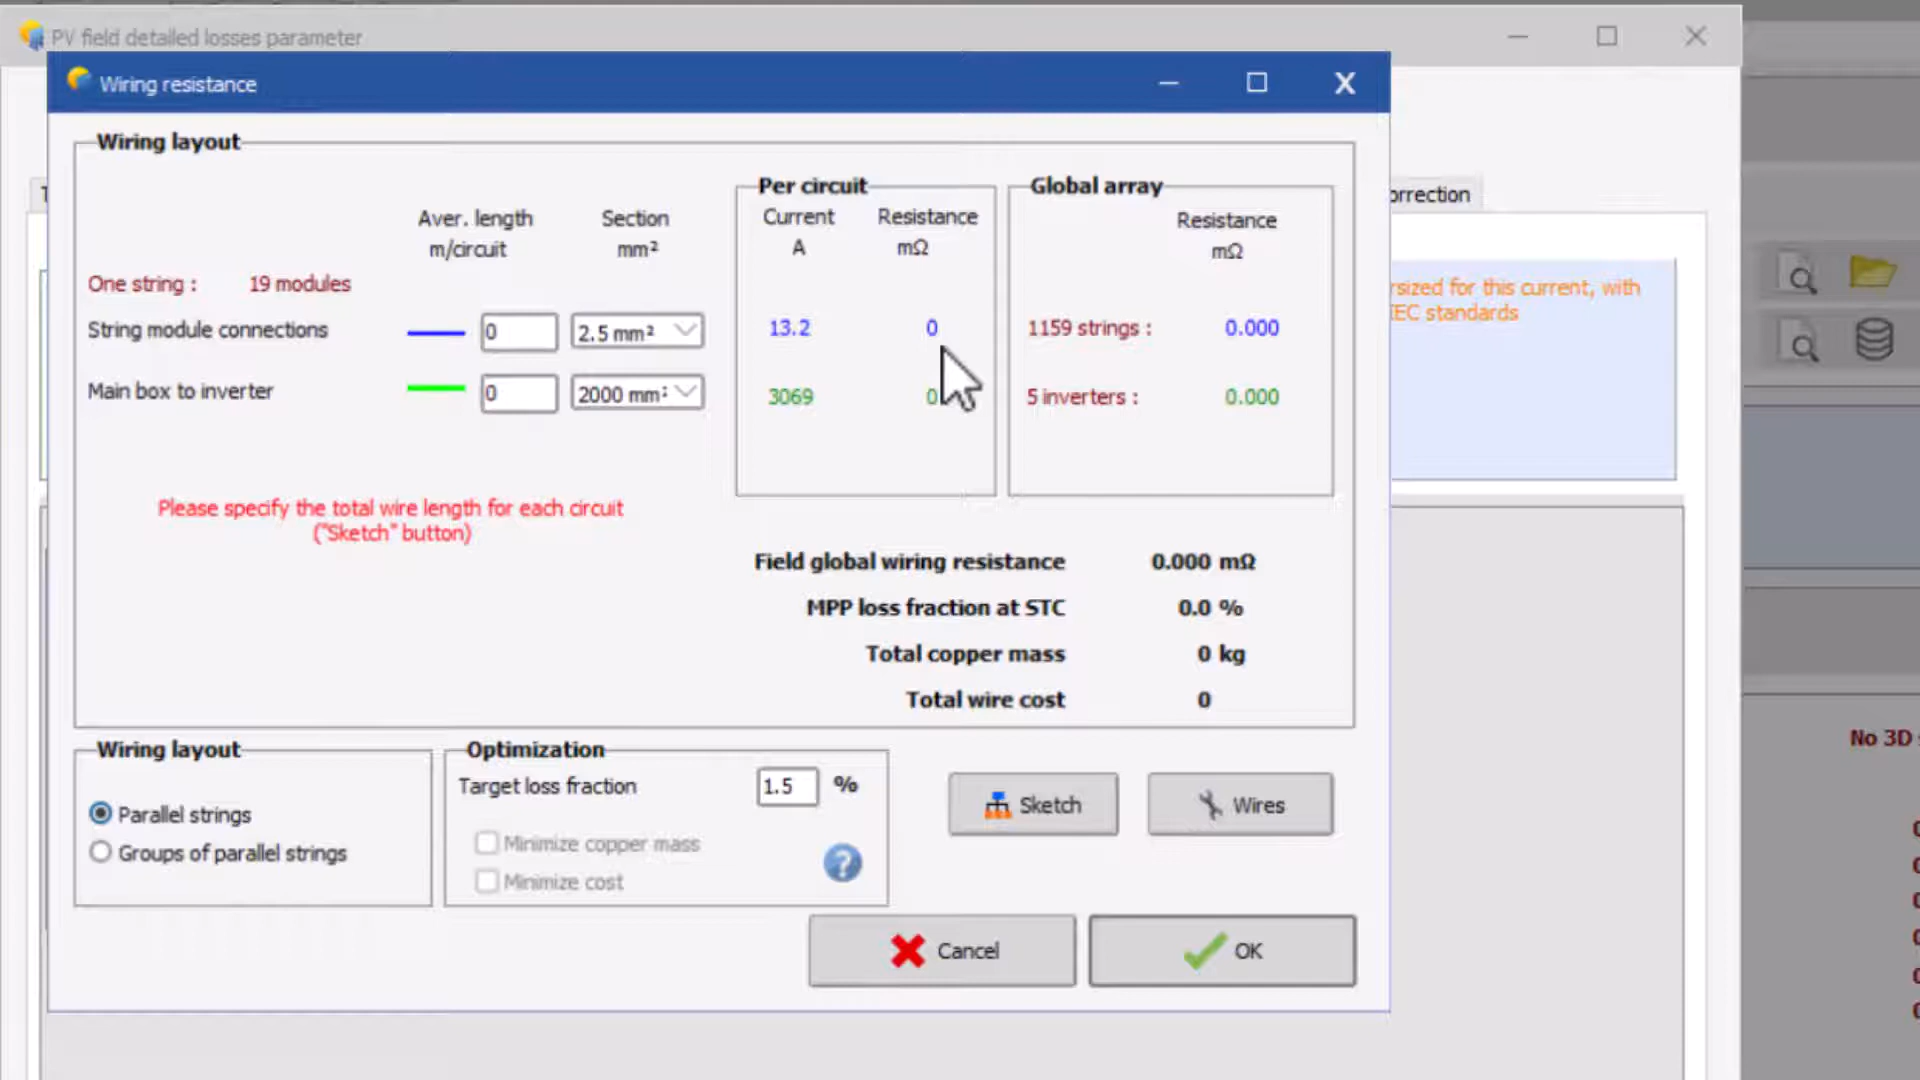 PV field detailed losses parameter
Wiring resistance
Wiring layout
Per circuit
Global array
Aver. length
m/circuit
Section
mm²
Current
A
Resistance
mΩ
Resistance
mΩ
orrection
One string : 19 modules
String module connections 0 2.5 mm² 13.2 0 1159 strings : 0.000
Main box to inverter 0 2000 mm² 3069 0 5 inverters : 0.000
rsized for this current, with
EC standards
Please specify the total wire length for each circuit
("Sketch" button)
Field global wiring resistance 0.000 mΩ
MPP loss fraction at STC 0.0 %
Total copper mass 0 kg
Total wire cost 0
No 3D
Wiring layout
Parallel strings
Groups of parallel strings
Optimization
Target loss fraction 1.5 %
Minimize copper mass
Minimize cost
?
Sketch
Wires
Cancel
OK